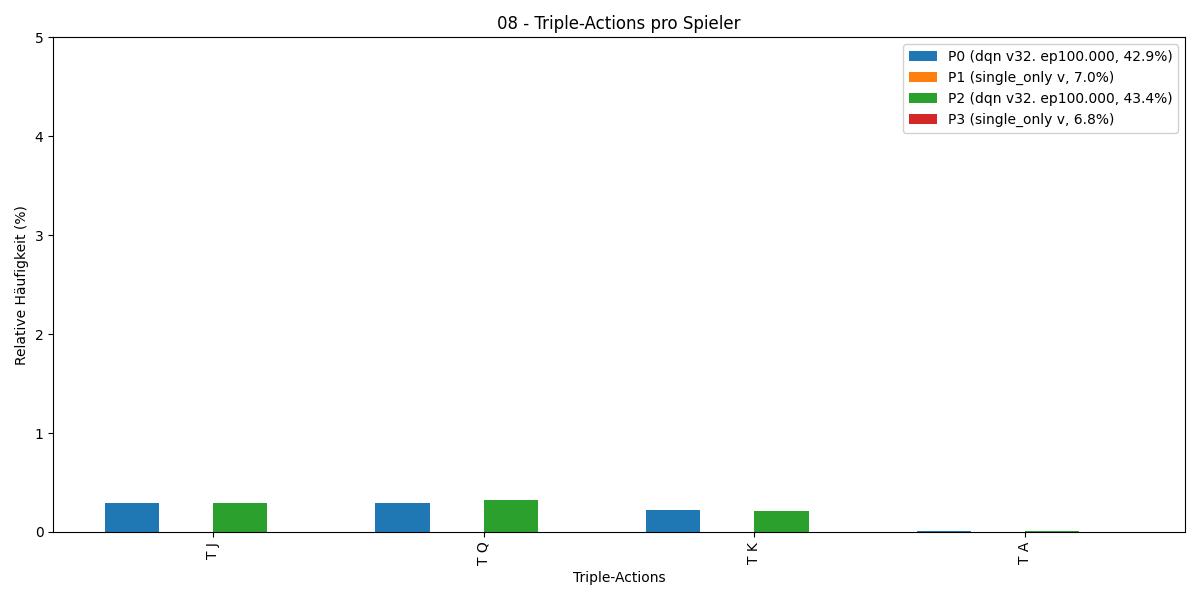 08 - Triple-Actions pro Spieler
P0 (dqn v32. ep100.000, 42.9%)
P1 (single_only v, 7.0%)
P2 (dqn v32. ep100.000, 43.4%)
P3 (single_only v, 6.8%)
Relative Häufigkeit (%)
5
4
3
2
1
0
T J
T Q
T K
T A
Triple-Actions